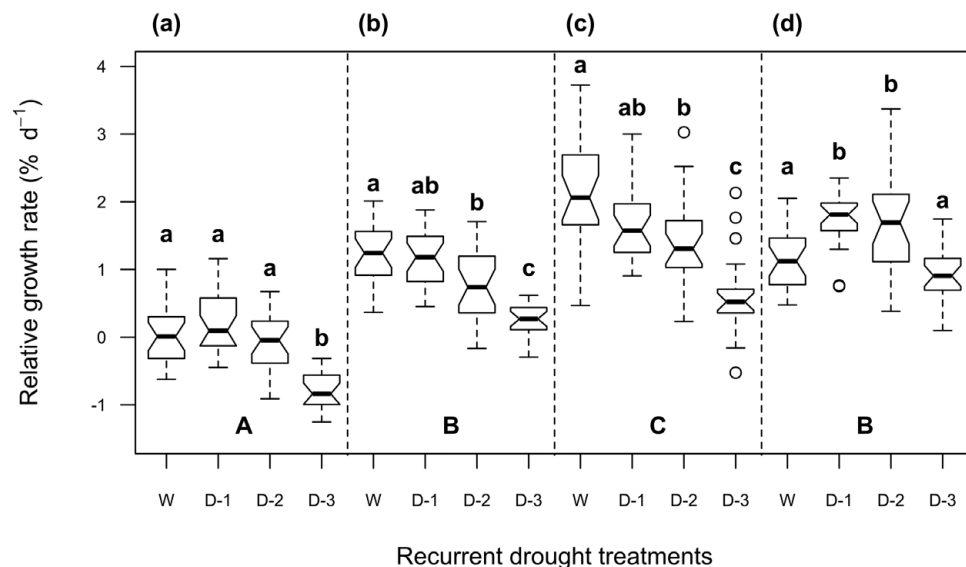 (a) (b) (c) (d)
Relative growth rate (% d⁻¹)
4
3
2
1
0
-1
a a a b
a ab b c
a ab b c
a b b a
A B C B
W D-1 D-2 D-3 W D-1 D-2 D-3 W D-1 D-2 D-3 W D-1 D-2 D-3
Recurrent drought treatments